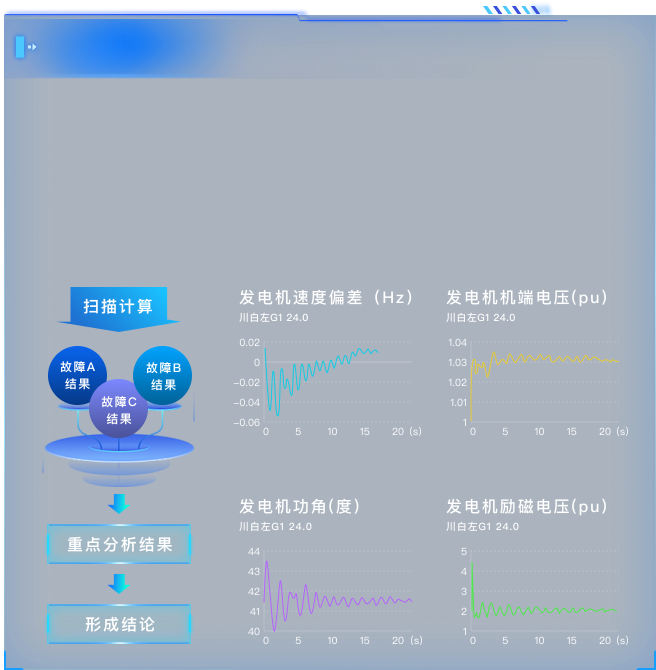 扫描计算
故障A
结果
故障B
结果
故障C
结果
重点分析结果
形成结论
发电机速度偏差（Hz）
川白左G1 24.0
0.02
0
−0.02
−0.04
−0.06
0 5 10 15 20 (s)
发电机机端电压(pu)
川白左G1 24.0
1.04
1.03
1.02
1.01
1
0 5 10 15 20 (s)
发电机功角(度)
川白左G1 24.0
44
43
42
41
40
0 5 10 15 20 (s)
发电机励磁电压(pu)
川白左G1 24.0
5
4
3
2
1
0 5 10 15 20 (s)